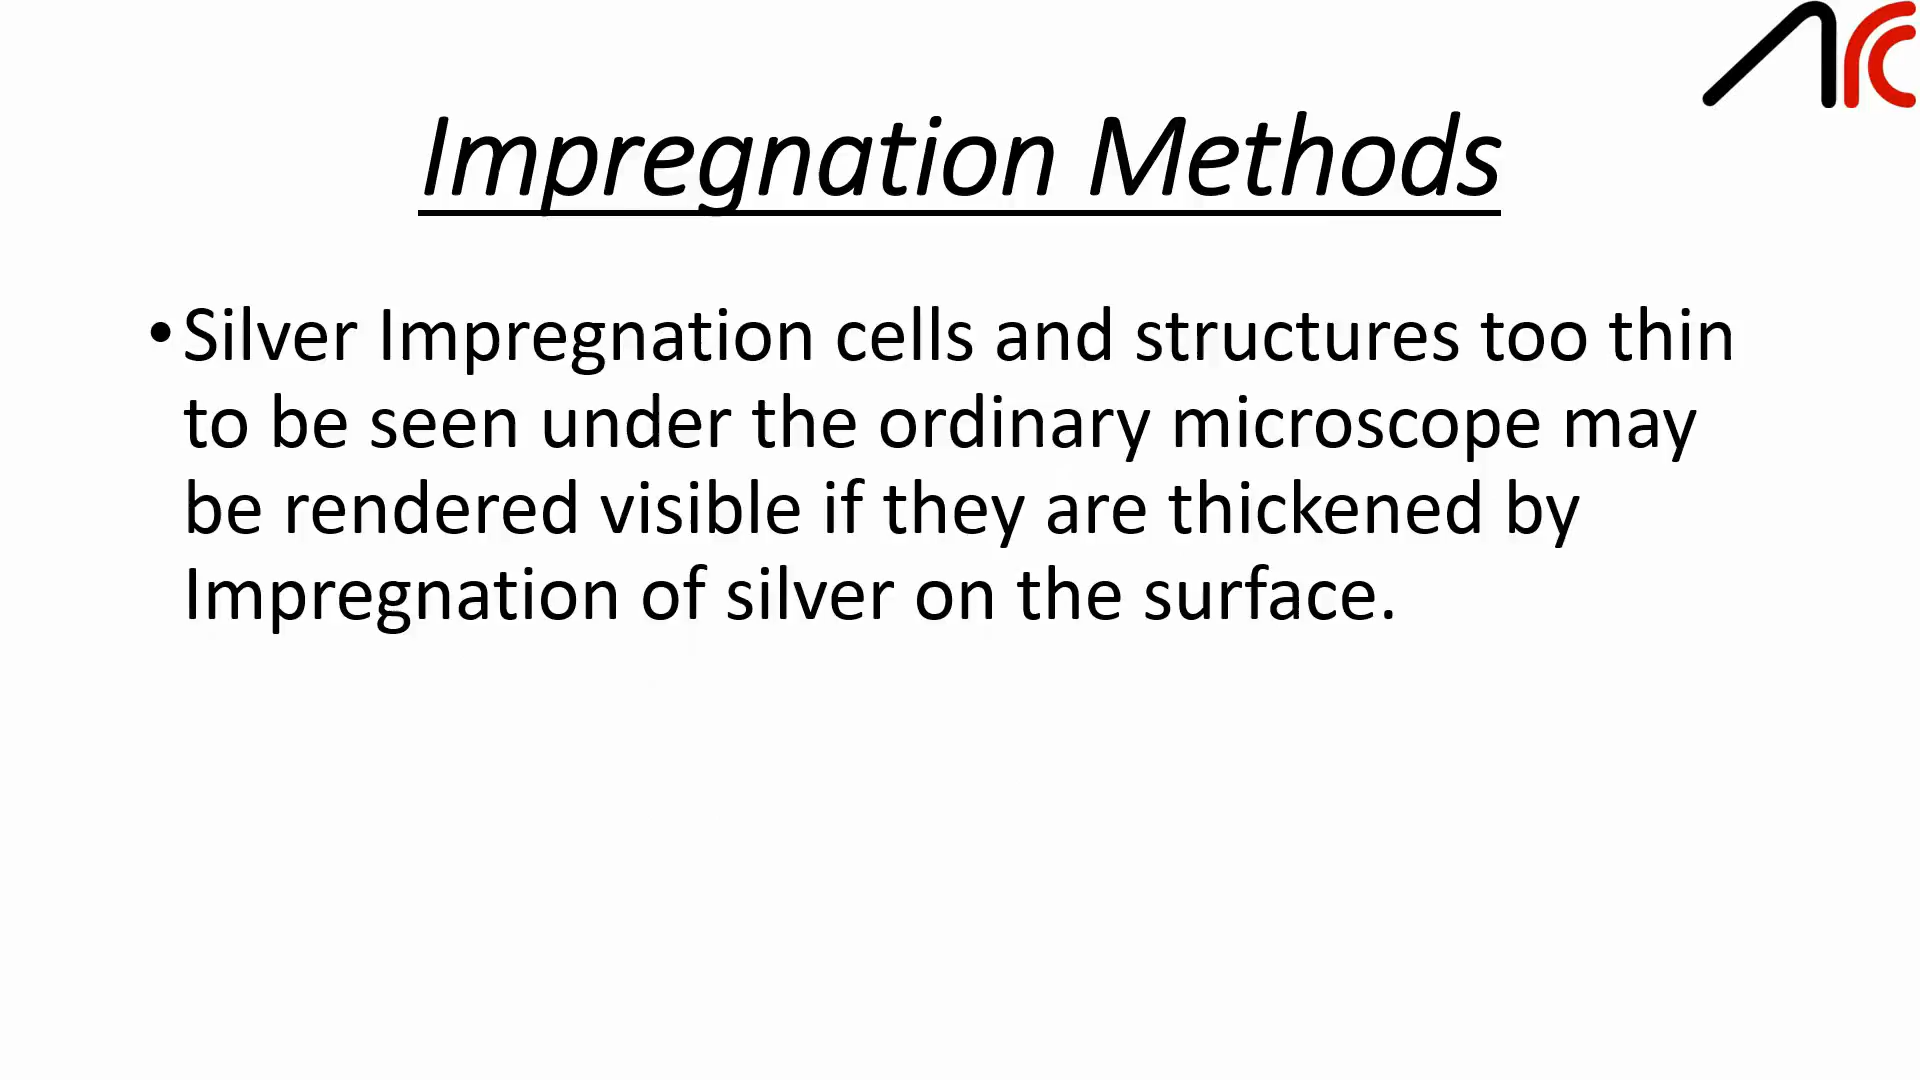 Impregnation Methods
•Silver Impregnation cells and structures too thin
to be seen under the ordinary microscope may
be rendered visible if they are thickened by
Impregnation of silver on the surface.